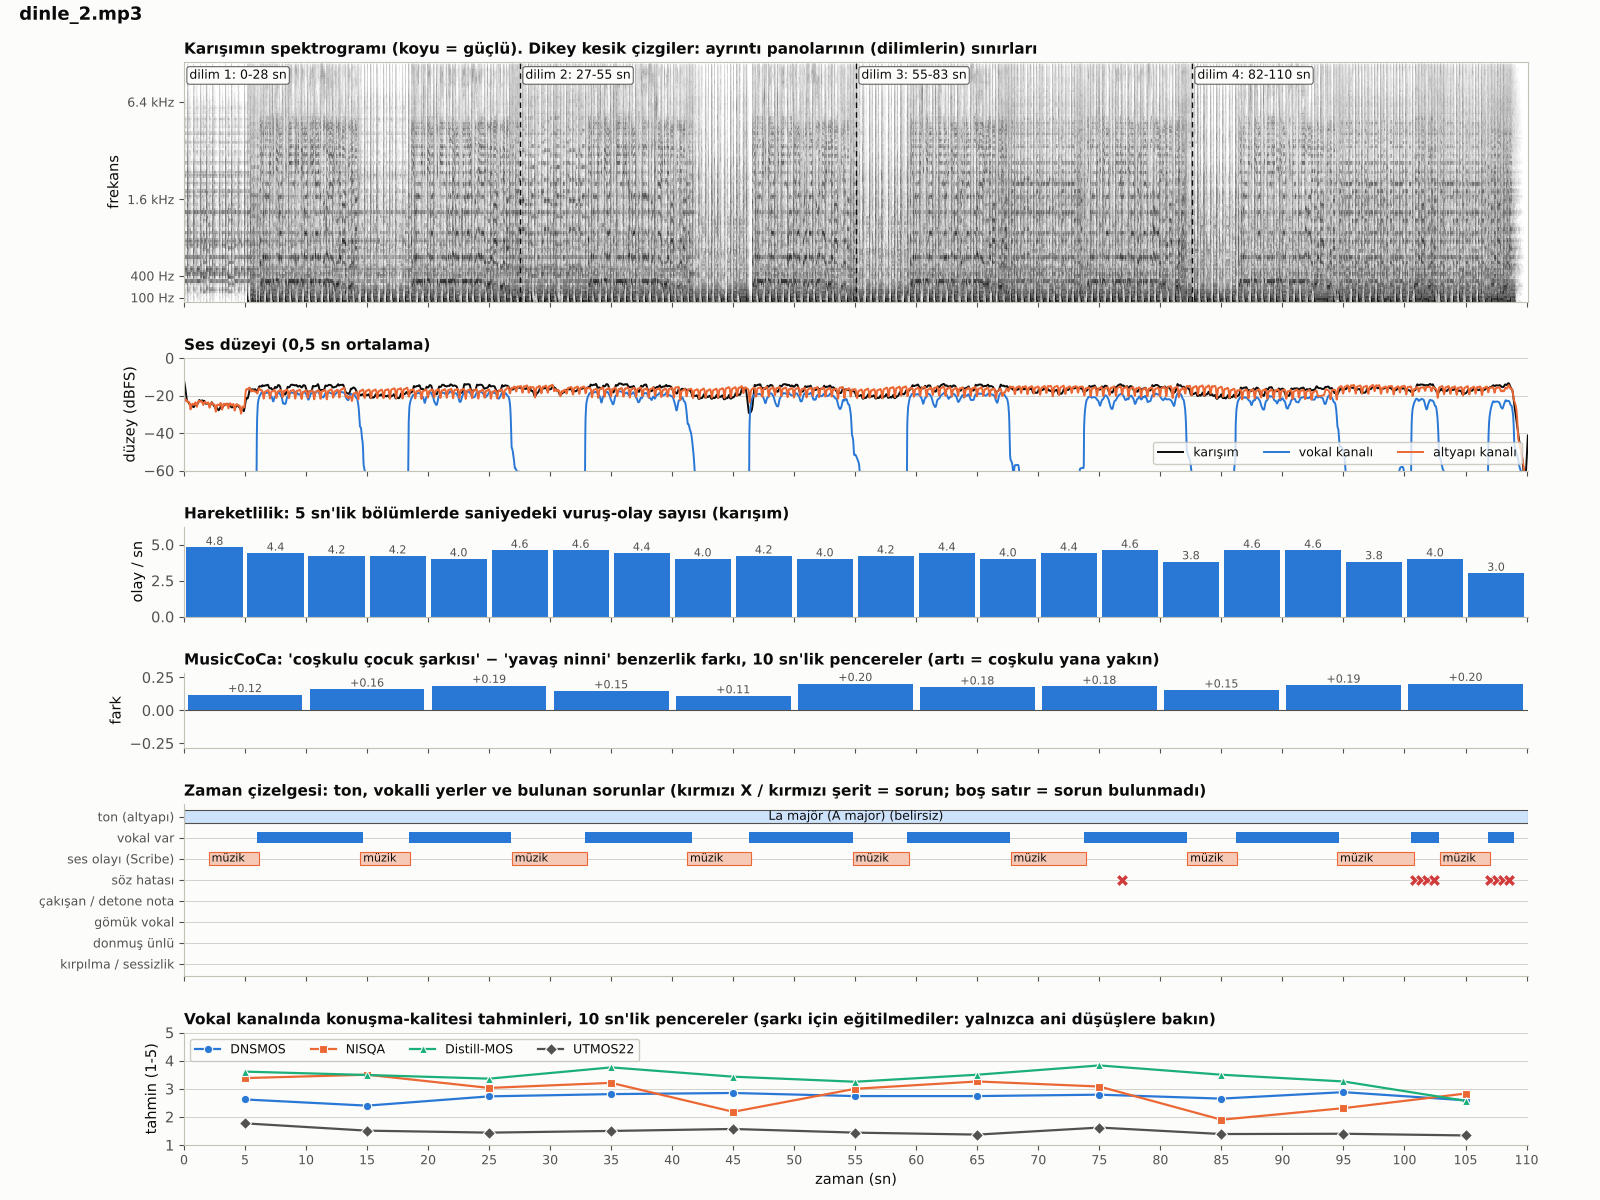 dinle_2.mp3
Karışımın spektrogramı (koyu = güçlü). Dikey kesik çizgiler: ayrıntı panolarının (dilimlerin) sınırları
dilim 1: 0-28 sn
dilim 2: 27-55 sn
dilim 3: 55-83 sn
dilim 4: 82-110 sn
frekans
6.4 kHz
1.6 kHz
400 Hz
100 Hz
Ses düzeyi (0,5 sn ortalama)
düzey (dBFS)
0
−20
−40
−60
karışım
vokal kanalı
altyapı kanalı
Hareketlilik: 5 sn'lik bölümlerde saniyedeki vuruş-olay sayısı (karışım)
olay / sn
5.0
2.5
0.0
4.8 4.4 4.2 4.2 4.0 4.6 4.6 4.4 4.0 4.2 4.0 4.2 4.4 4.0 4.4 4.6 3.8 4.6 4.6 3.8 4.0 3.0
MusicCoCa: 'coşkulu çocuk şarkısı' − 'yavaş ninni' benzerlik farkı, 10 sn'lik pencereler (artı = coşkulu yana yakın)
fark
0.25
0.00
−0.25
+0.12 +0.16 +0.19 +0.15 +0.11 +0.20 +0.18 +0.18 +0.15 +0.19 +0.20
Zaman çizelgesi: ton, vokalli yerler ve bulunan sorunlar (kırmızı X / kırmızı şerit = sorun; boş satır = sorun bulunmadı)
ton (altyapı)
La majör (A major) (belirsiz)
vokal var
ses olayı (Scribe)
müzik müzik müzik müzik müzik müzik müzik müzik müzik
söz hatası
çakışan / detone nota
gömük vokal
donmuş ünlü
kırpılma / sessizlik
Vokal kanalında konuşma-kalitesi tahminleri, 10 sn'lik pencereler (şarkı için eğitilmediler: yalnızca ani düşüşlere bakın)
tahmin (1-5)
5
4
3
2
1
DNSMOS
NISQA
Distill-MOS
UTMOS22
0 5 10 15 20 25 30 35 40 45 50 55 60 65 70 75 80 85 90 95 100 105 110
zaman (sn)